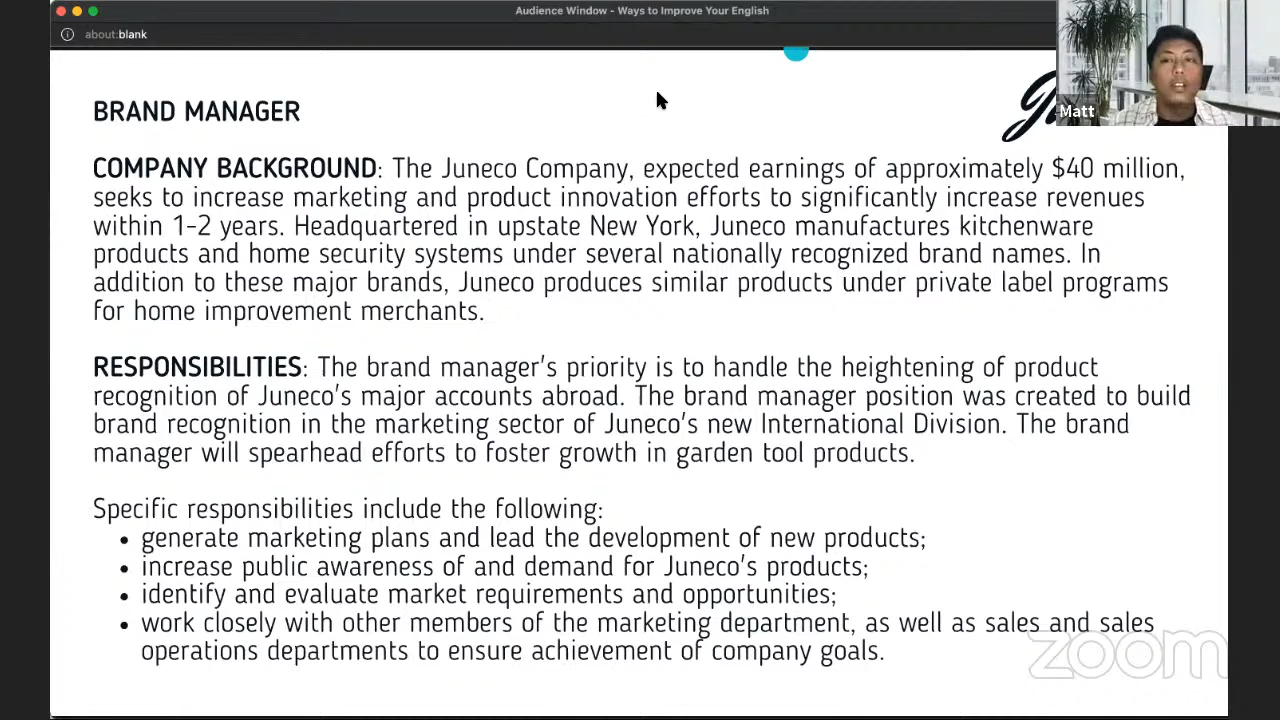 Audience Window - Ways to Improve Your English
about:blank
Matt
BRAND MANAGER
COMPANY BACKGROUND: The Juneco Company, expected earnings of approximately $40 million,
seeks to increase marketing and product innovation efforts to significantly increase revenues
within 1-2 years. Headquartered in upstate New York, Juneco manufactures kitchenware
products and home security systems under several nationally recognized brand names. In
addition to these major brands, Juneco produces similar products under private label programs
for home improvement merchants.
RESPONSIBILITIES: The brand manager's priority is to handle the heightening of product
recognition of Juneco's major accounts abroad. The brand manager position was created to build
brand recognition in the marketing sector of Juneco's new International Division. The brand
manager will spearhead efforts to foster growth in garden tool products.
Specific responsibilities include the following:
• generate marketing plans and lead the development of new products;
• increase public awareness of and demand for Juneco's products;
• identify and evaluate market requirements and opportunities;
• work closely with other members of the marketing department, as well as sales and sales
operations departments to ensure achievement of company goals.
zoom